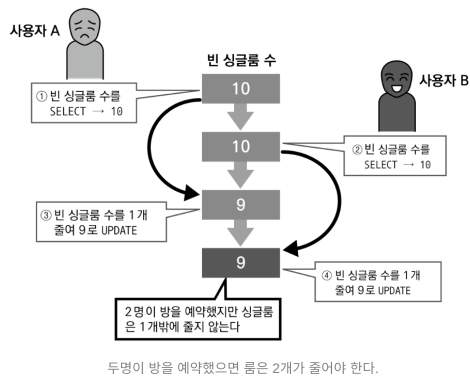 사용자 A
빈 싱글룸 수
사용자 B
① 빈 싱글룸 수를
SELECT → 10
10
10
② 빈 싱글룸 수를
SELECT → 10
③ 빈 싱글룸 수를 1개
줄여 9로 UPDATE
9
9
④ 빈 싱글룸 수를 1개
줄여 9로 UPDATE
2명이 방을 예약했지만 싱글룸
은 1개밖에 줄지 않는다
두명이 방을 예약했으면 룸은 2개가 줄어야 한다.